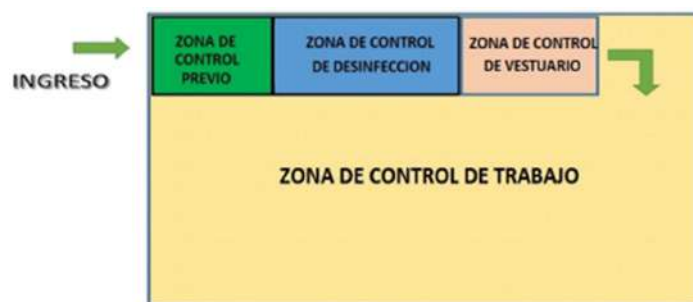 INGRESO
ZONA DE
CONTROL
PREVIO
ZONA DE CONTROL
DE DESINFECCION
ZONA DE CONTROL
DE VESTUARIO
ZONA DE CONTROL DE TRABAJO